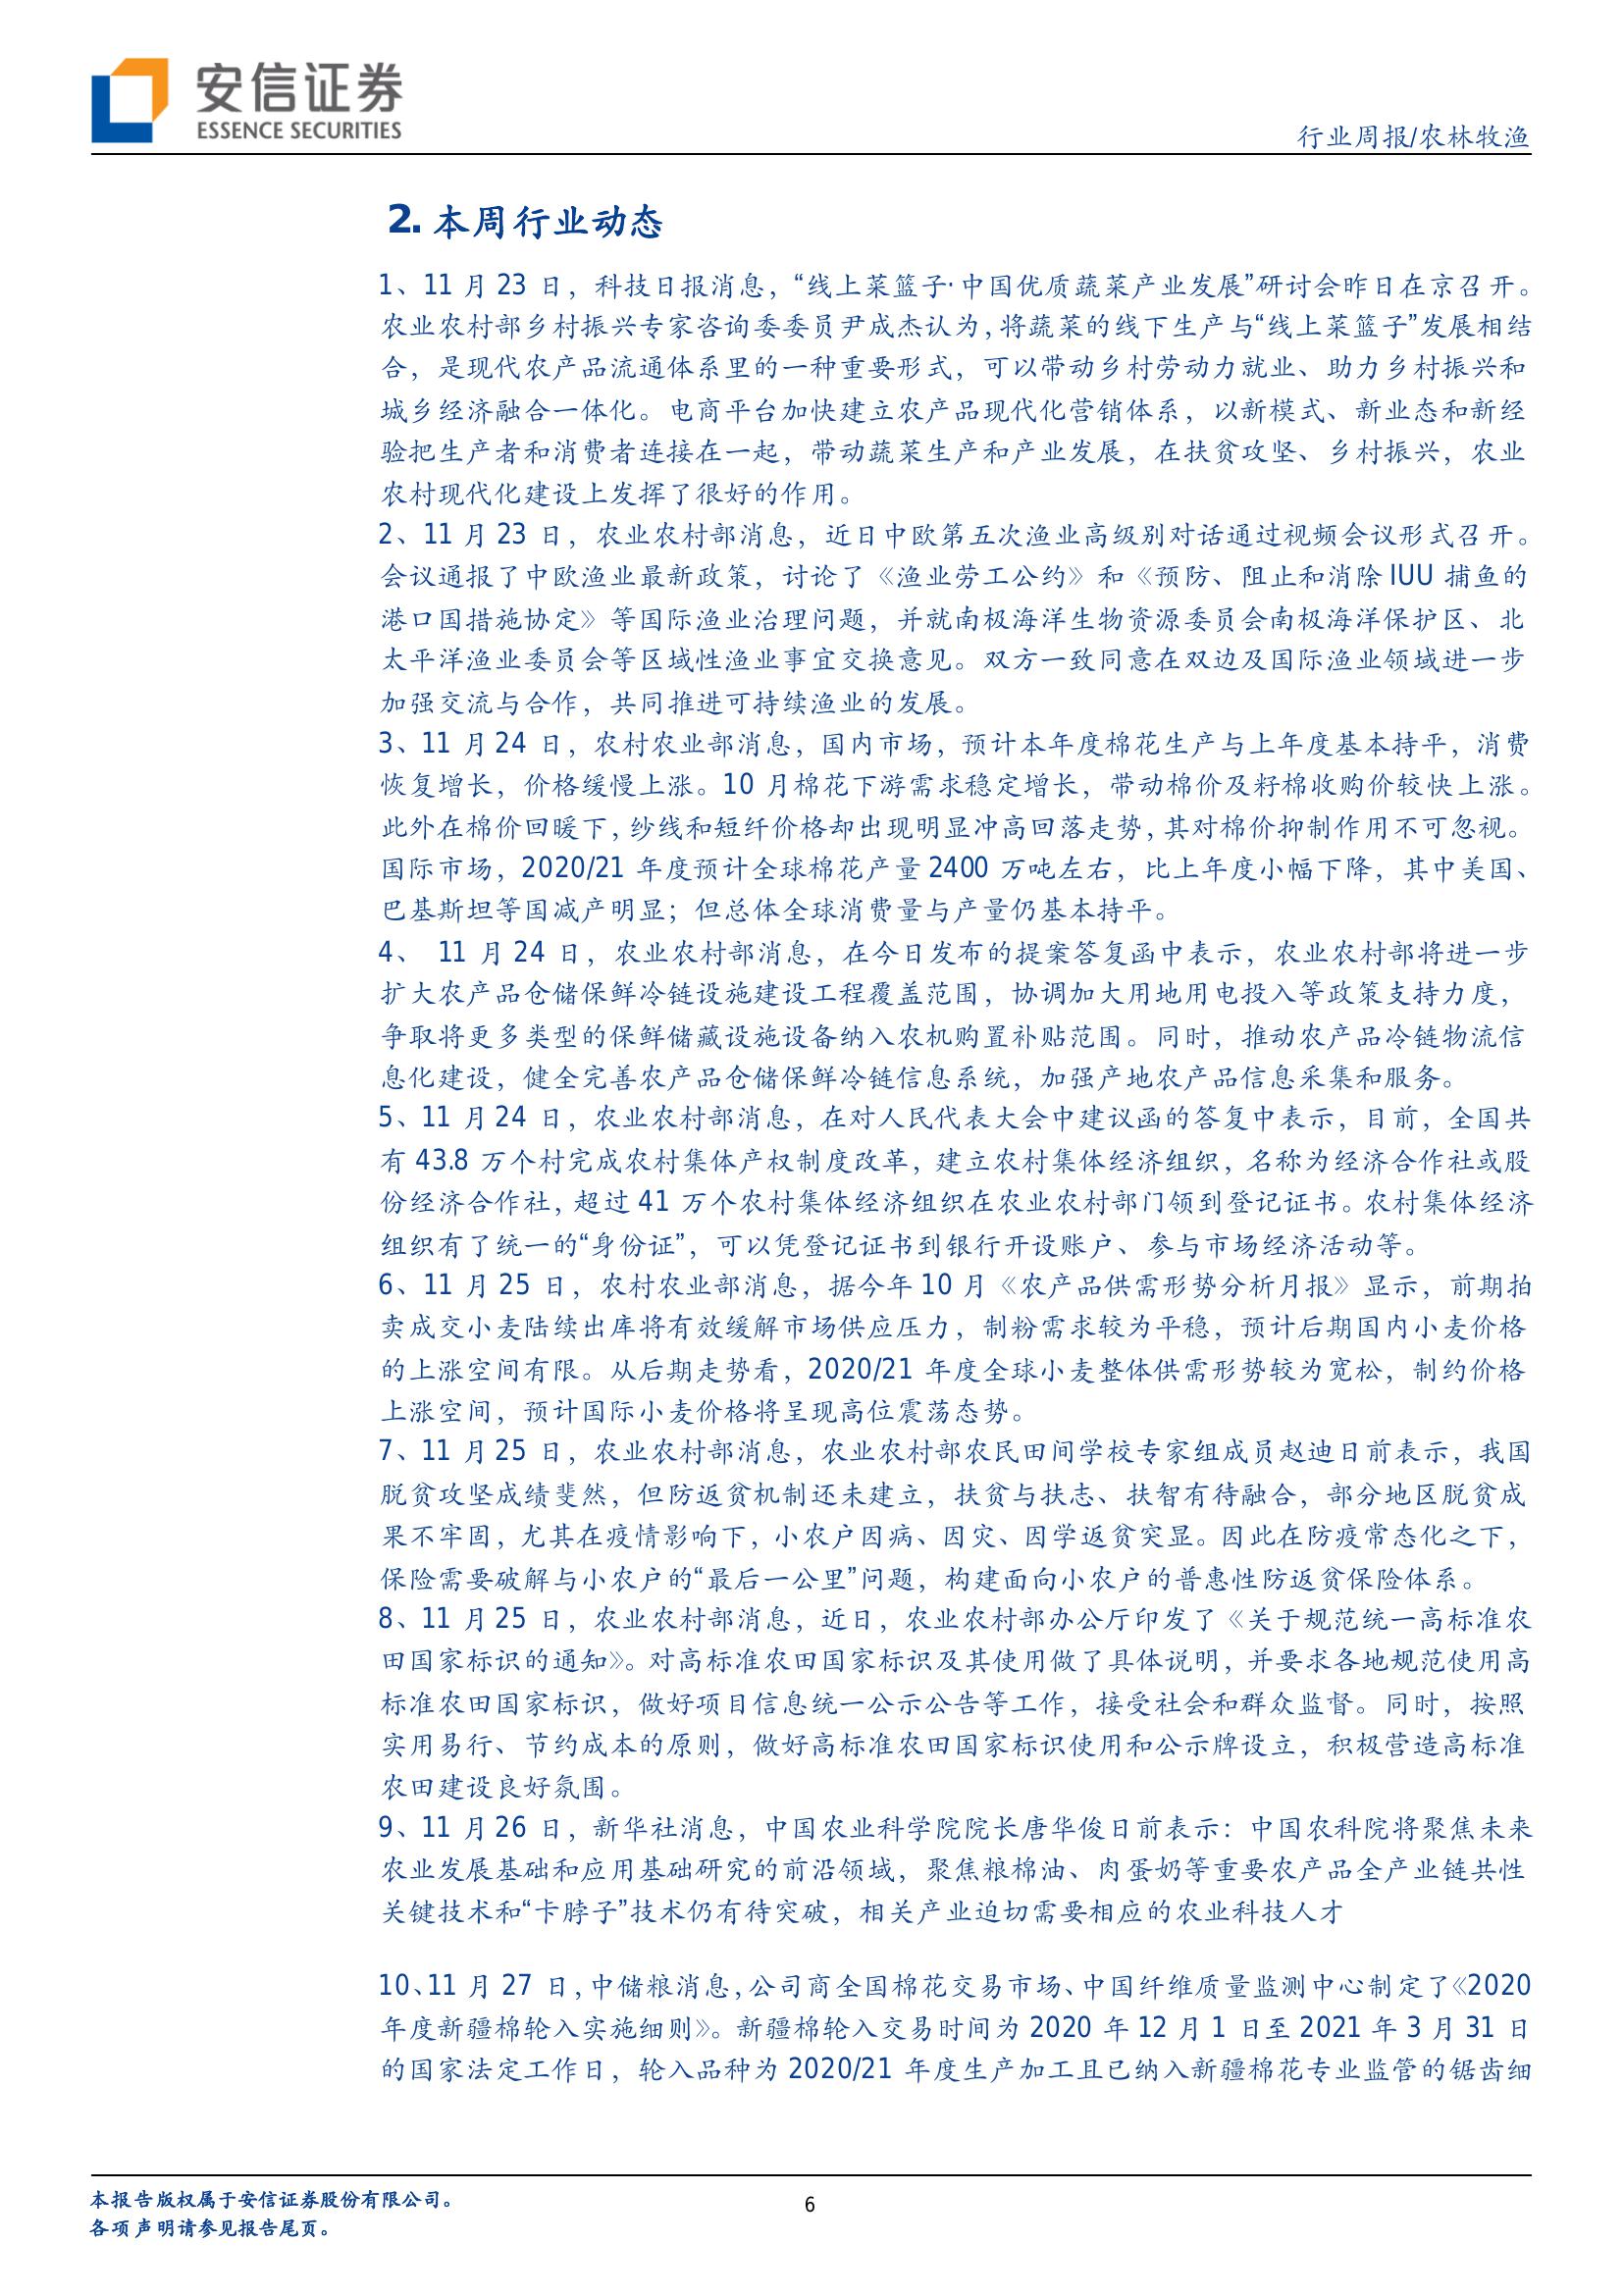 安信证券
ESSENCE SECURITIES
行业周报/农林牧渔
2. 本周行业动态
1、11 月 23 日，科技日报消息，“线上菜篮子·中国优质蔬菜产业发展”研讨会昨日在京召开。
农业农村部乡村振兴专家咨询委委员尹成杰认为，将蔬菜的线下生产与“线上菜篮子”发展相结
合，是现代农产品流通体系里的一种重要形式，可以带动乡村劳动力就业、助力乡村振兴和
城乡经济融合一体化。电商平台加快建立农产品现代化营销体系，以新模式、新业态和新经
验把生产者和消费者连接在一起，带动蔬菜生产和产业发展，在扶贫攻坚、乡村振兴，农业
农村现代化建设上发挥了很好的作用。
2、11 月 23 日，农业农村部消息，近日中欧第五次渔业高级别对话通过视频会议形式召开。
会议通报了中欧渔业最新政策，讨论了《渔业劳工公约》和《预防、阻止和消除 IUU 捕鱼的
港口国措施协定》等国际渔业治理问题，并就南极海洋生物资源委员会南极海洋保护区、北
太平洋渔业委员会等区域性渔业事宜交换意见。双方一致同意在双边及国际渔业领域进一步
加强交流与合作，共同推进可持续渔业的发展。
3、11 月 24 日，农村农业部消息，国内市场，预计本年度棉花生产与上年度基本持平，消费
恢复增长，价格缓慢上涨。10 月棉花下游需求稳定增长，带动棉价及籽棉收购价较快上涨。
此外在棉价回暖下，纱线和短纤价格却出现明显冲高回落走势，其对棉价抑制作用不可忽视。
国际市场，2020/21 年度预计全球棉花产量 2400 万吨左右，比上年度小幅下降，其中美国、
巴基斯坦等国减产明显；但总体全球消费量与产量仍基本持平。
4、 11 月 24 日，农业农村部消息，在今日发布的提案答复函中表示，农业农村部将进一步
扩大农产品仓储保鲜冷链设施建设工程覆盖范围，协调加大用地用电投入等政策支持力度，
争取将更多类型的保鲜储藏设施设备纳入农机购置补贴范围。同时，推动农产品冷链物流信
息化建设，健全完善农产品仓储保鲜冷链信息系统，加强产地农产品信息采集和服务。
5、11 月 24 日，农业农村部消息，在对人民代表大会中建议函的答复中表示，目前，全国共
有 43.8 万个村完成农村集体产权制度改革，建立农村集体经济组织，名称为经济合作社或股
份经济合作社，超过 41 万个农村集体经济组织在农业农村部门领到登记证书。农村集体经济
组织有了统一的“身份证”，可以凭登记证书到银行开设账户、参与市场经济活动等。
6、11 月 25 日，农村农业部消息，据今年 10 月《农产品供需形势分析月报》显示，前期拍
卖成交小麦陆续出库将有效缓解市场供应压力，制粉需求较为平稳，预计后期国内小麦价格
的上涨空间有限。从后期走势看，2020/21 年度全球小麦整体供需形势较为宽松，制约价格
上涨空间，预计国际小麦价格将呈现高位震荡态势。
7、11 月 25 日，农业农村部消息，农业农村部农民田间学校专家组成员赵迪日前表示，我国
脱贫攻坚成绩斐然，但防返贫机制还未建立，扶贫与扶志、扶智有待融合，部分地区脱贫成
果不牢固，尤其在疫情影响下，小农户因病、因灾、因学返贫突显。因此在防疫常态化之下，
保险需要破解与小农户的“最后一公里”问题，构建面向小农户的普惠性防返贫保险体系。
8、11 月 25 日，农业农村部消息，近日，农业农村部办公厅印发了《关于规范统一高标准农
田国家标识的通知》。对高标准农田国家标识及其使用做了具体说明，并要求各地规范使用高
标准农田国家标识，做好项目信息统一公示公告等工作，接受社会和群众监督。同时，按照
实用易行、节约成本的原则，做好高标准农田国家标识使用和公示牌设立，积极营造高标准
农田建设良好氛围。
9、11 月 26 日，新华社消息，中国农业科学院院长唐华俊日前表示：中国农科院将聚焦未来
农业发展基础和应用基础研究的前沿领域，聚焦粮棉油、肉蛋奶等重要农产品全产业链共性
关键技术和“卡脖子”技术仍有待突破，相关产业迫切需要相应的农业科技人才
10、11 月 27 日，中储粮消息，公司商全国棉花交易市场、中国纤维质量监测中心制定了《2020
年度新疆棉轮入实施细则》。新疆棉轮入交易时间为 2020 年 12 月 1 日至 2021 年 3 月 31 日
的国家法定工作日，轮入品种为 2020/21 年度生产加工且已纳入新疆棉花专业监管的锯齿细
本报告版权属于安信证券股份有限公司。
各项声明请参见报告尾页。
6